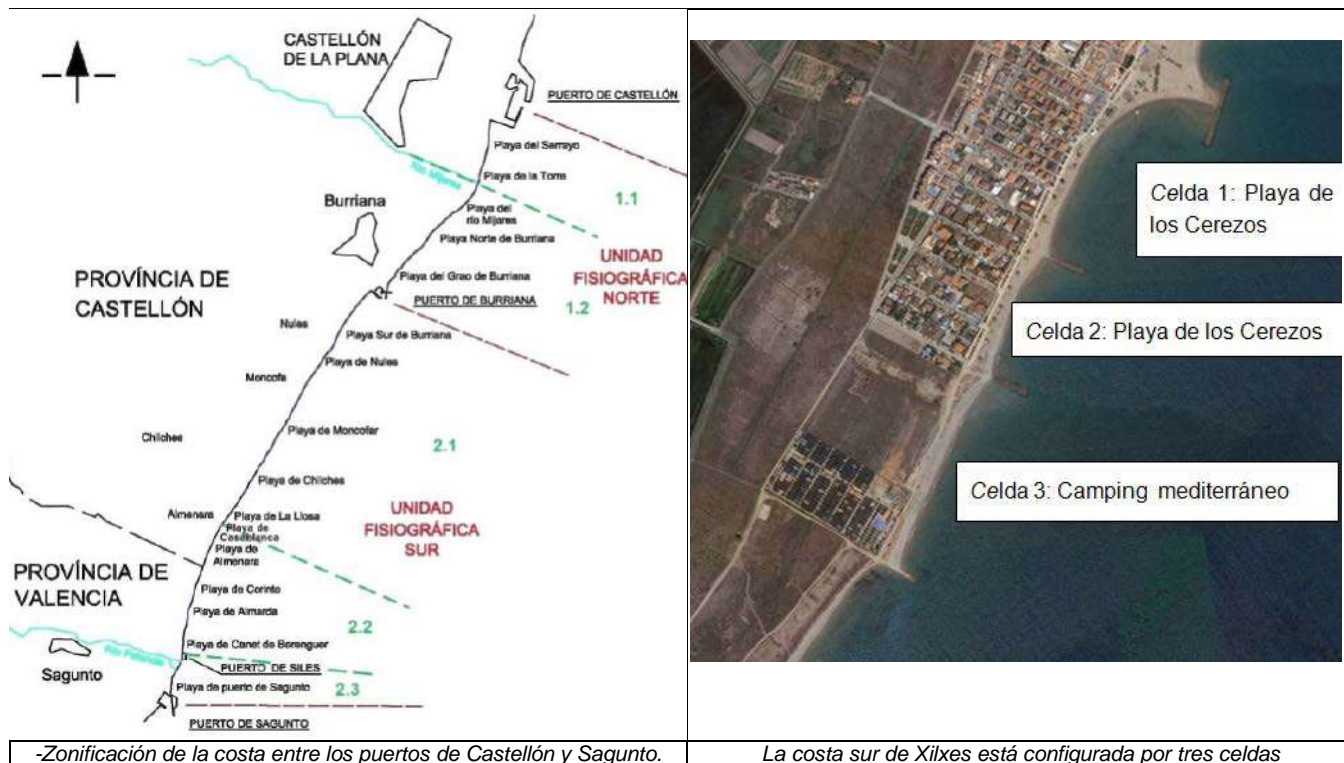 CASTELLÓN
DE LA PLANA
PUERTO DE CASTELLÓN
Playa del Serrayo
Río Mijares
Playa de la Torre
1.1
Burriana
Playa del
río Mijares
Playa Norte de Burriana
UNIDAD
FISIOGRÁFICA
NORTE
PROVÍNCIA DE
CASTELLÓN
Playa del Grao de Burriana
PUERTO DE BURRIANA
1.2
Nules
Playa Sur de Burriana
Playa de Nules
Moncofa
Playa de Moncofar
2.1
Chilches
Playa de Chilches
UNIDAD
FISIOGRÁFICA
SUR
Almenara
Playa de La Llosa
Playa de
Casablanca
Playa de
Almenara
PROVÍNCIA DE
VALENCIA
Playa de Corinto
Playa de Almarda
2.2
Playa de Canet de Berenguer
Río Palancia
Sagunto
PUERTO DE SILES
Playa de puerto de Sagunto
2.3
PUERTO DE SAGUNTO
Celda 1: Playa de
los Cerezos
Celda 2: Playa de los Cerezos
Celda 3: Camping mediterráneo
-Zonificación de la costa entre los puertos de Castellón y Sagunto.
La costa sur de Xilxes está configurada por tres celdas